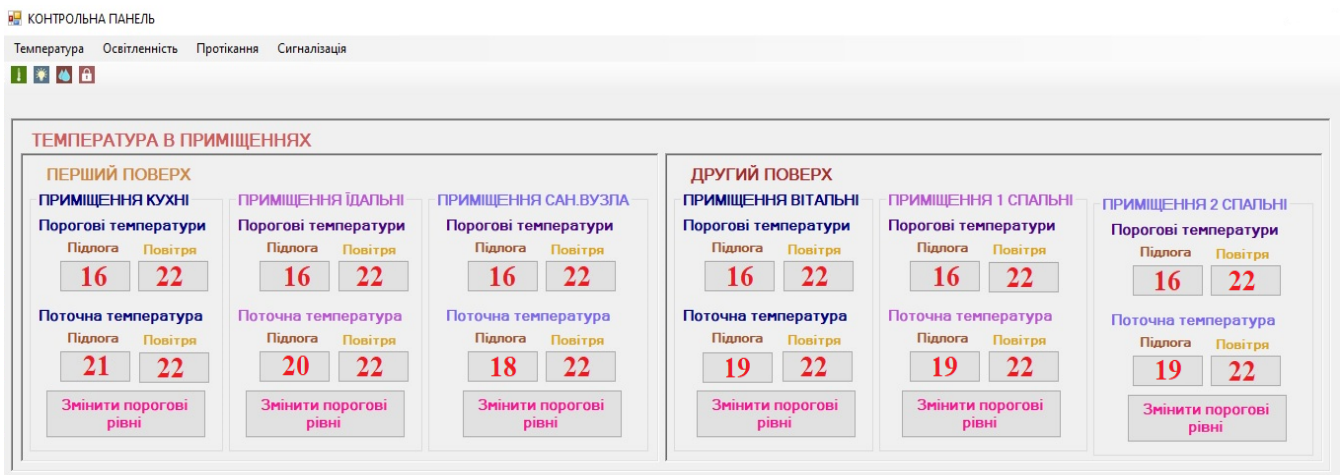 КОНТРОЛЬНА ПАНЕЛЬ
Температура Освітленність Протікання Сигналізація
ТЕМПЕРАТУРА В ПРИМІЩЕННЯХ
ПЕРШИЙ ПОВЕРХ
ПРИМІЩЕННЯ КУХНІ
Порогові температури
Підлога Повітря
16 22
Поточна температура
Підлога Повітря
21 22
Змінити порогові
рівні
ПРИМІЩЕННЯ ЇДАЛЬНІ
Порогові температури
Підлога Повітря
16 22
Поточна температура
Підлога Повітря
20 22
Змінити порогові
рівні
ПРИМІЩЕННЯ САН.ВУЗЛА
Порогові температури
Підлога Повітря
16 22
Поточна температура
Підлога Повітря
18 22
Змінити порогові
рівні
ДРУГИЙ ПОВЕРХ
ПРИМІЩЕННЯ ВІТАЛЬНІ
Порогові температури
Підлога Повітря
16 22
Поточна температура
Підлога Повітря
19 22
Змінити порогові
рівні
ПРИМІЩЕННЯ 1 СПАЛЬНІ
Порогові температури
Підлога Повітря
16 22
Поточна температура
Підлога Повітря
19 22
Змінити порогові
рівні
ПРИМІЩЕННЯ 2 СПАЛЬНІ
Порогові температури
Підлога Повітря
16 22
Поточна температура
Підлога Повітря
19 22
Змінити порогові
рівні